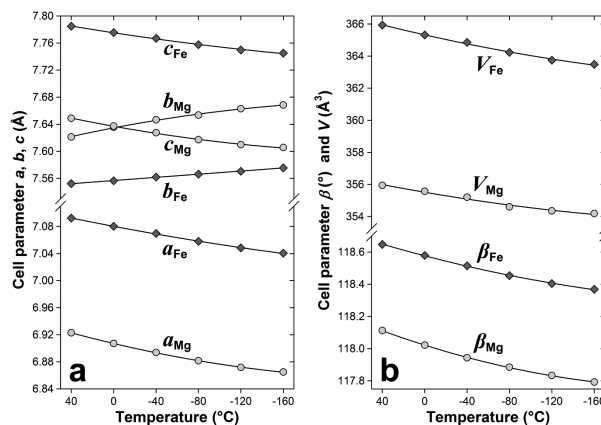 Cell parameter a, b, c (Å)
7.80
7.76
7.72
7.68
7.64
7.60
7.56
7.08
7.04
7.00
6.96
6.92
6.88
6.84
cFe
bMg
cMg
bFe
aFe
aMg
a
40 0 -40 -80 -120 -160
Temperature (°C)
Cell parameter β (°) and V (Å³)
366
364
362
360
358
356
354
118.6
118.4
118.2
118.0
117.8
VFe
VMg
βFe
βMg
b
40 0 -40 -80 -120 -160
Temperature (°C)